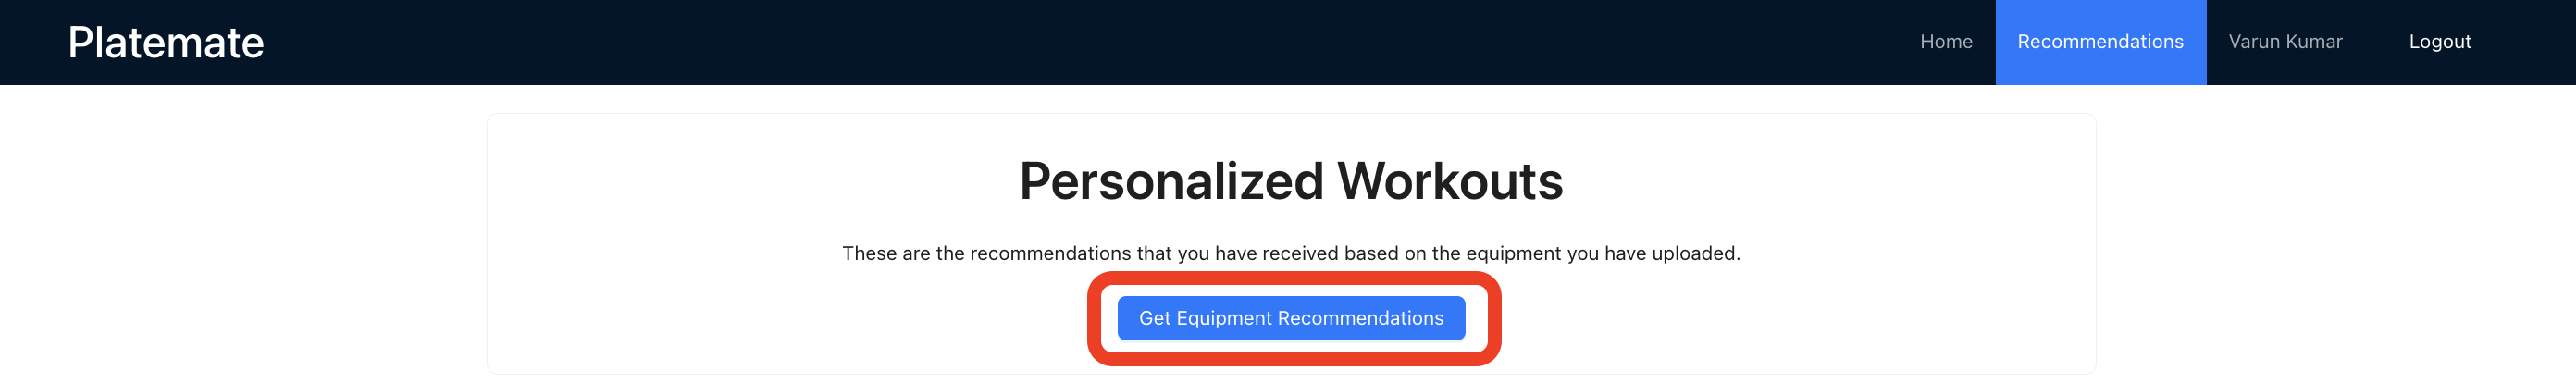 Platemate
Home Recommendations Varun Kumar Logout
Personalized Workouts
These are the recommendations that you have received based on the equipment you have uploaded.
Get Equipment Recommendations